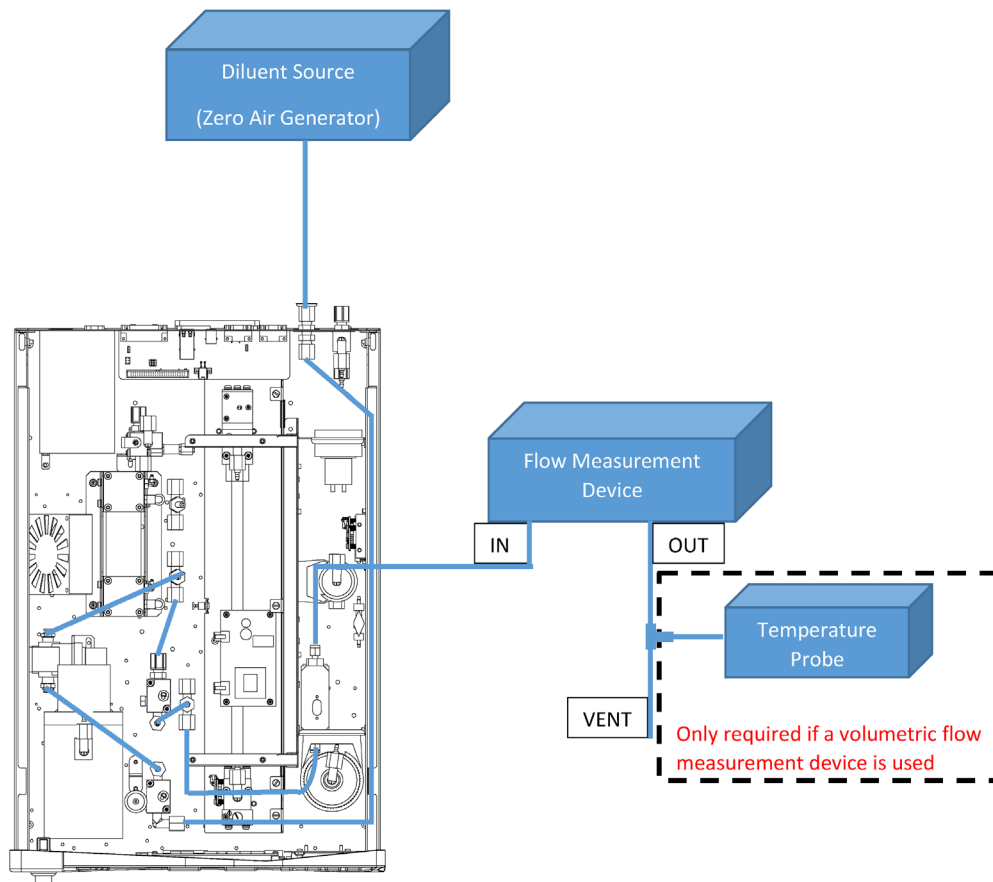 Diluent Source
(Zero Air Generator)
Flow Measurement
Device
IN
OUT
Temperature
Probe
VENT
Only required if a volumetric flow
measurement device is used